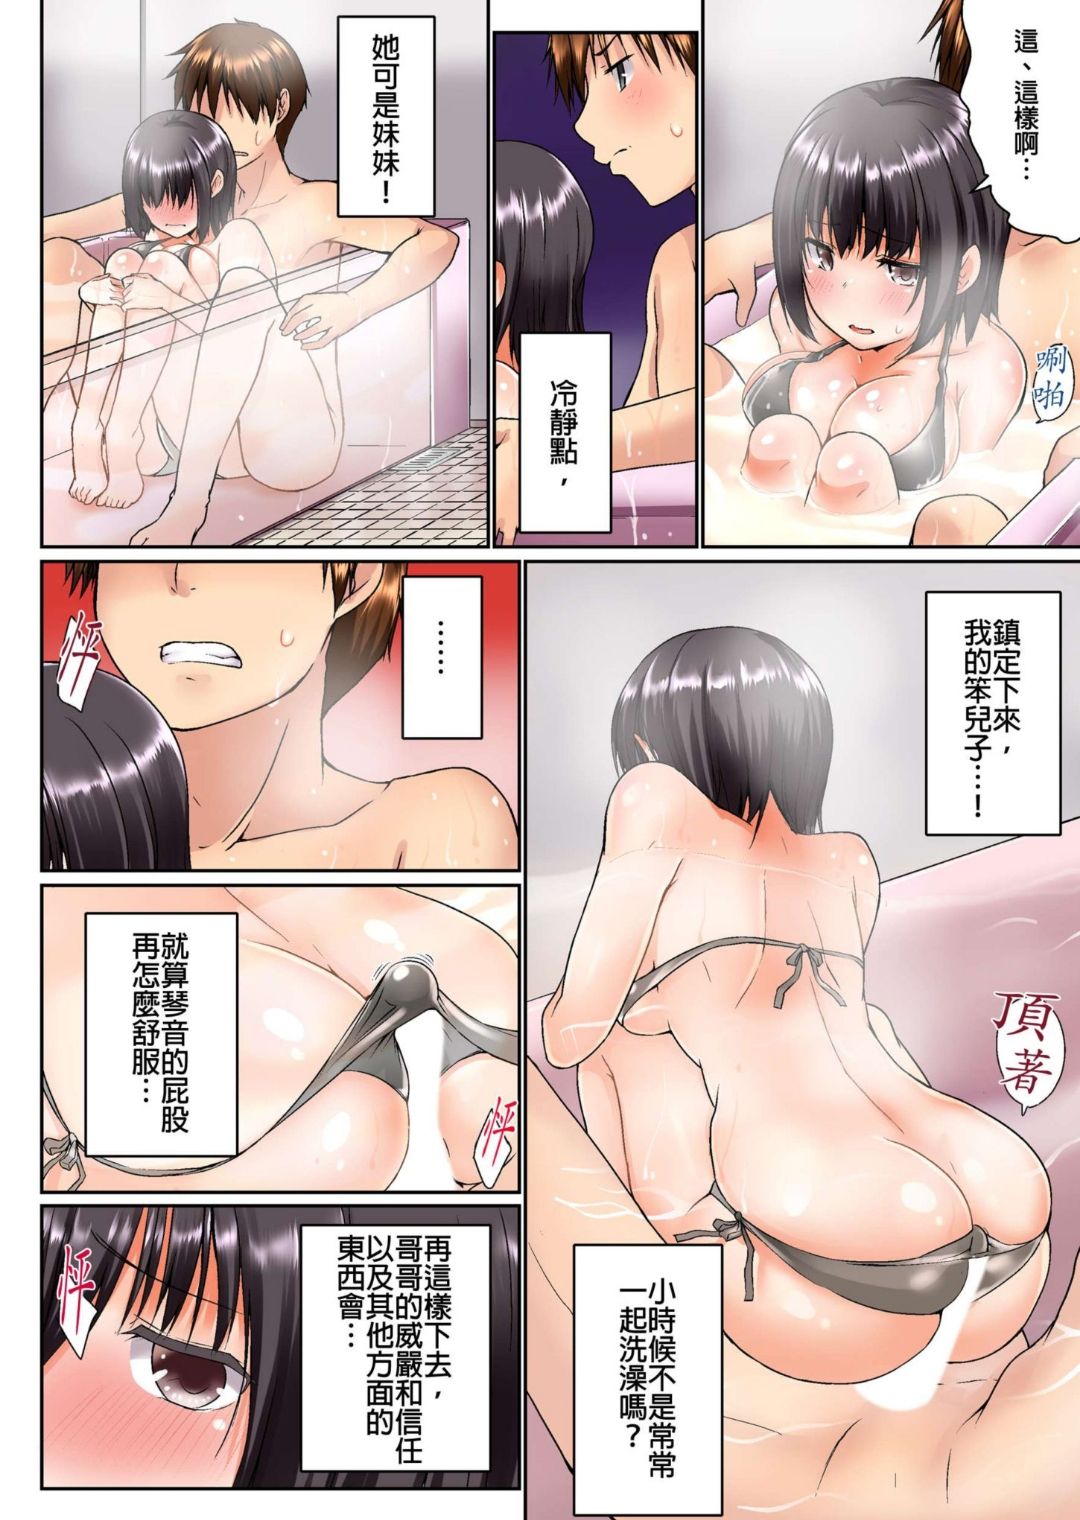 這、這樣啊…
唰啪
冷靜點，
她可是妹妹！
鎮定下來，
我的笨兒子…！
頂著
小時候不是常常
一起洗澡嗎？
……
怦
就算琴音的屁股
再怎麼舒服…
怦
再這樣下去，
哥哥的威嚴和信任
以及其他方面的
東西會…
怦